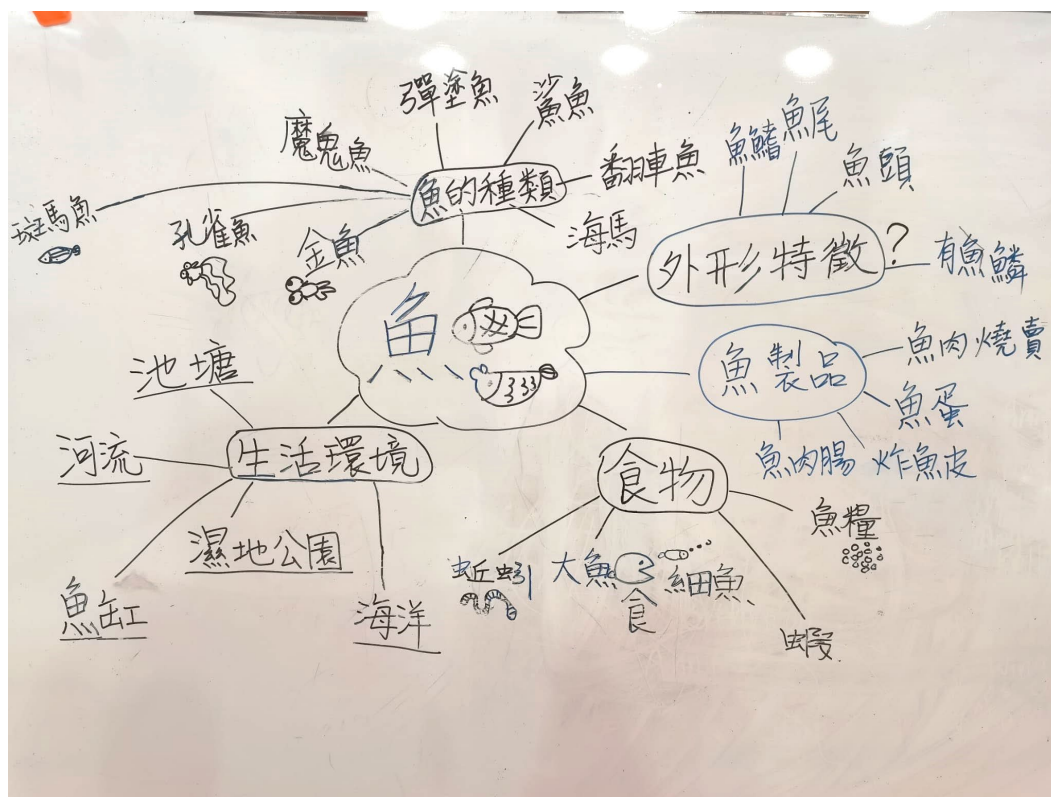 魚
魚的種類
斑馬魚
孔雀魚
金魚
魔鬼魚
彈塗魚
鯊魚
翻車魚
海馬
外形特徵?
魚鰭
魚尾
魚頭
有魚鱗
魚製品
魚肉燒賣
魚蛋
炸魚皮
魚肉腸
食物
魚糧
蝦
大魚食細魚
蚯蚓
生活環境
池塘
河流
魚缸
濕地公園
海洋